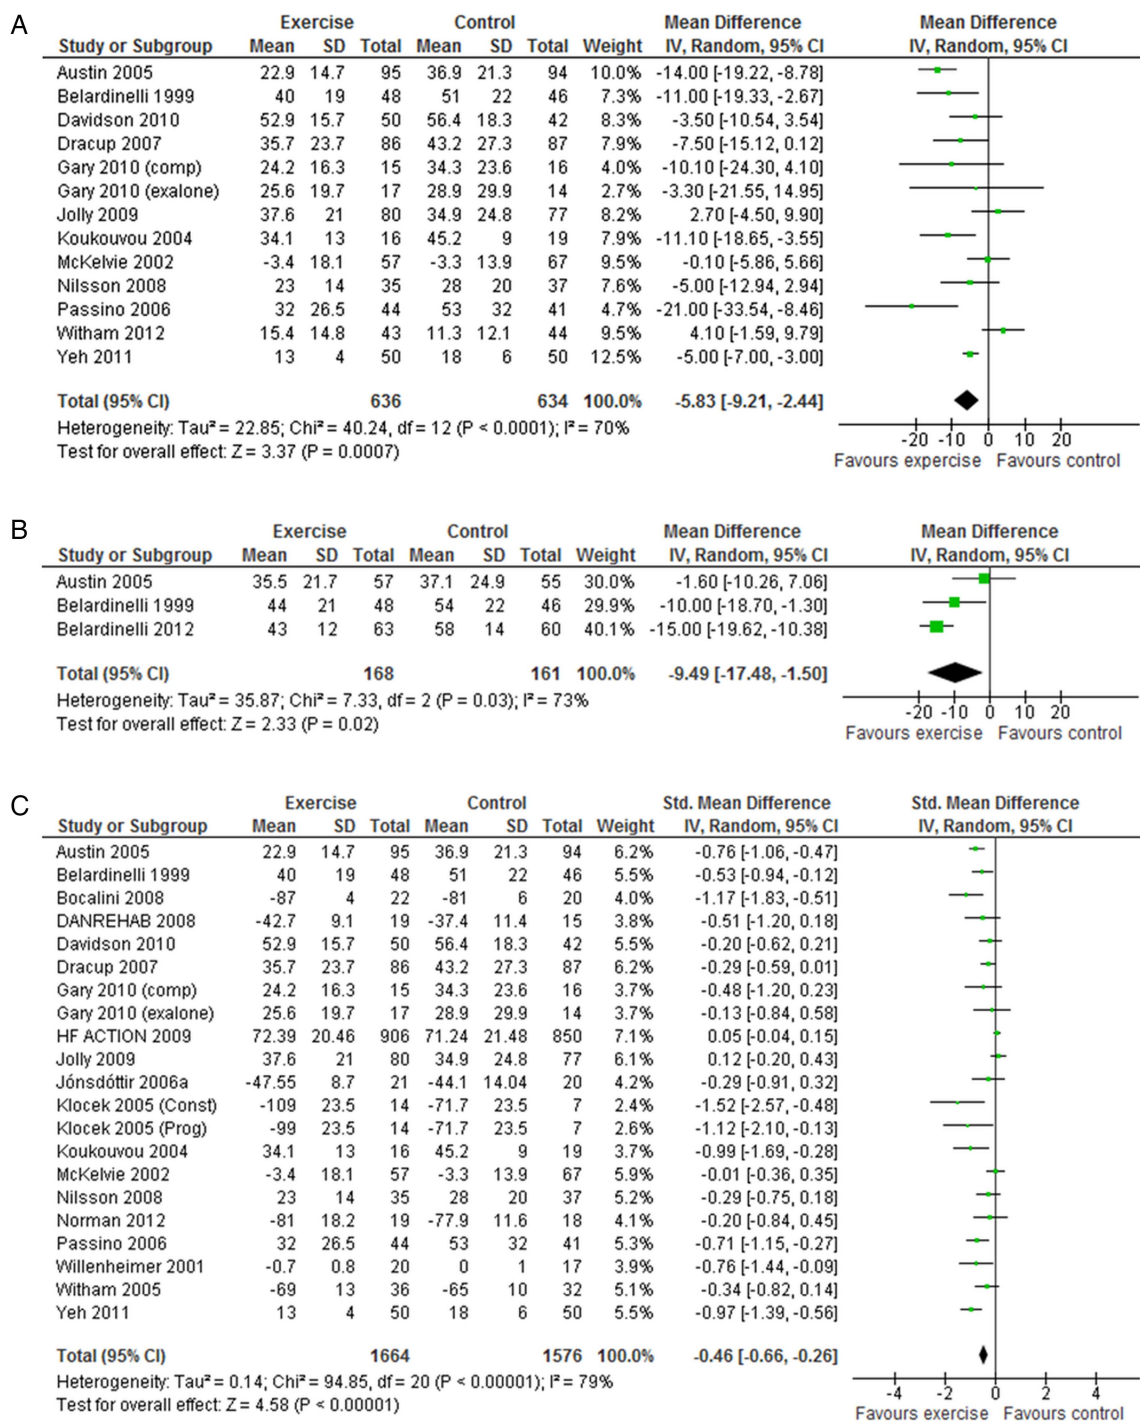 A
Exercise Control Mean Difference Mean Difference
Study or Subgroup Mean SD Total Mean SD Total Weight IV, Random, 95% CI IV, Random, 95% CI
Austin 2005 22.9 14.7 95 36.9 21.3 94 10.0% -14.00 [-19.22, -8.78]
Belardinelli 1999 40 19 48 51 22 46 7.3% -11.00 [-19.33, -2.67]
Davidson 2010 52.9 15.7 50 56.4 18.3 42 8.3% -3.50 [-10.54, 3.54]
Dracup 2007 35.7 23.7 86 43.2 27.3 87 7.9% -7.50 [-15.12, 0.12]
Gary 2010 (comp) 24.2 16.3 15 34.3 23.6 16 4.0% -10.10 [-24.30, 4.10]
Gary 2010 (exalone) 25.6 19.7 17 28.9 29.9 14 2.7% -3.30 [-21.55, 14.95]
Jolly 2009 37.6 21 80 34.9 24.8 77 8.2% 2.70 [-4.50, 9.90]
Koukouvou 2004 34.1 13 16 45.2 9 19 7.9% -11.10 [-18.65, -3.55]
McKelvie 2002 -3.4 18.1 57 -3.3 13.9 67 9.5% -0.10 [-5.86, 5.66]
Nilsson 2008 23 14 35 28 20 37 7.6% -5.00 [-12.94, 2.94]
Passino 2006 32 26.5 44 53 32 41 4.7% -21.00 [-33.54, -8.46]
Witham 2012 15.4 14.8 43 11.3 12.1 44 9.5% 4.10 [-1.59, 9.79]
Yeh 2011 13 4 50 18 6 50 12.5% -5.00 [-7.00, -3.00]
Total (95% CI) 636 634 100.0% -5.83 [-9.21, -2.44]
Heterogeneity: Tau² = 22.85; Chi² = 40.24, df = 12 (P < 0.0001); I² = 70%
Test for overall effect: Z = 3.37 (P = 0.0007)
-20 -10 0 10 20
Favours expercise Favours control
B
Exercise Control Mean Difference Mean Difference
Study or Subgroup Mean SD Total Mean SD Total Weight IV, Random, 95% CI IV, Random, 95% CI
Austin 2005 35.5 21.7 57 37.1 24.9 55 30.0% -1.60 [-10.26, 7.06]
Belardinelli 1999 44 21 48 54 22 46 29.9% -10.00 [-18.70, -1.30]
Belardinelli 2012 43 12 63 58 14 60 40.1% -15.00 [-19.62, -10.38]
Total (95% CI) 168 161 100.0% -9.49 [-17.48, -1.50]
Heterogeneity: Tau² = 35.87; Chi² = 7.33, df = 2 (P = 0.03); I² = 73%
Test for overall effect: Z = 2.33 (P = 0.02)
-20 -10 0 10 20
Favours exercise Favours control
C
Exercise Control Std. Mean Difference Std. Mean Difference
Study or Subgroup Mean SD Total Mean SD Total Weight IV, Random, 95% CI IV, Random, 95% CI
Austin 2005 22.9 14.7 95 36.9 21.3 94 6.2% -0.76 [-1.06, -0.47]
Belardinelli 1999 40 19 48 51 22 46 5.5% -0.53 [-0.94, -0.12]
Bocalini 2008 -87 4 22 -81 6 20 3.9% -1.17 [-1.83, -0.51]
DANREHAB 2008 -42.7 9.1 19 -37.4 11.4 15 3.8% -0.51 [-1.20, 0.18]
Davidson 2010 52.9 15.7 50 56.4 18.3 42 5.5% -0.20 [-0.62, 0.21]
Dracup 2007 35.7 23.7 86 43.2 27.3 87 6.2% -0.29 [-0.59, 0.01]
Gary 2010 (comp) 24.2 16.3 15 34.3 23.6 16 3.7% -0.48 [-1.20, 0.23]
Gary 2010 (exalone) 25.6 19.7 17 28.9 29.9 14 3.7% -0.13 [-0.84, 0.58]
HF ACTION 2009 72.39 20.46 906 71.24 21.48 850 7.1% 0.05 [-0.04, 0.15]
Jolly 2009 37.6 21 80 34.9 24.8 77 6.1% 0.12 [-0.20, 0.43]
Jónsdóttir 2006a -47.55 8.7 21 -44.1 14.04 20 4.2% -0.29 [-0.91, 0.32]
Klocek 2005 (Const) -109 23.5 14 -71.7 23.5 7 2.4% -1.52 [-2.57, -0.48]
Klocek 2005 (Prog) -99 23.5 14 -71.7 23.5 7 2.6% -1.12 [-2.10, -0.13]
Koukouvou 2004 34.1 13 16 45.2 9 19 3.7% -0.99 [-1.69, -0.28]
McKelvie 2002 -3.4 18.1 57 -3.3 13.9 67 5.9% -0.01 [-0.36, 0.35]
Nilsson 2008 23 14 35 28 20 37 5.2% -0.29 [-0.75, 0.18]
Norman 2012 -81 18.2 19 -77.9 11.6 18 4.1% -0.20 [-0.84, 0.45]
Passino 2006 32 26.5 44 53 32 41 5.3% -0.71 [-1.15, -0.27]
Willenheimer 2001 -0.7 0.8 20 0 1 17 3.9% -0.76 [-1.44, -0.09]
Witham 2005 -69 13 36 -65 10 32 5.1% -0.34 [-0.82, 0.14]
Yeh 2011 13 4 50 18 6 50 5.5% -0.97 [-1.39, -0.56]
Total (95% CI) 1664 1576 100.0% -0.46 [-0.66, -0.26]
Heterogeneity: Tau² = 0.14; Chi² = 94.85, df = 20 (P < 0.00001); I² = 79%
Test for overall effect: Z = 4.58 (P < 0.00001)
-4 -2 0 2 4
Favours exercise Favours control